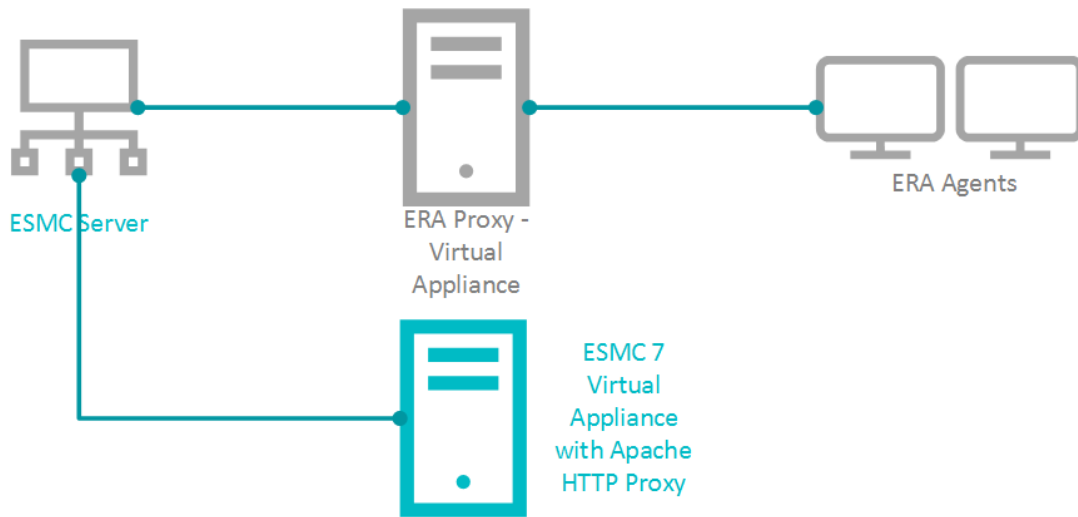 ESMC Server
ERA Proxy -
Virtual
Appliance
ERA Agents
ESMC 7
Virtual
Appliance
with Apache
HTTP Proxy